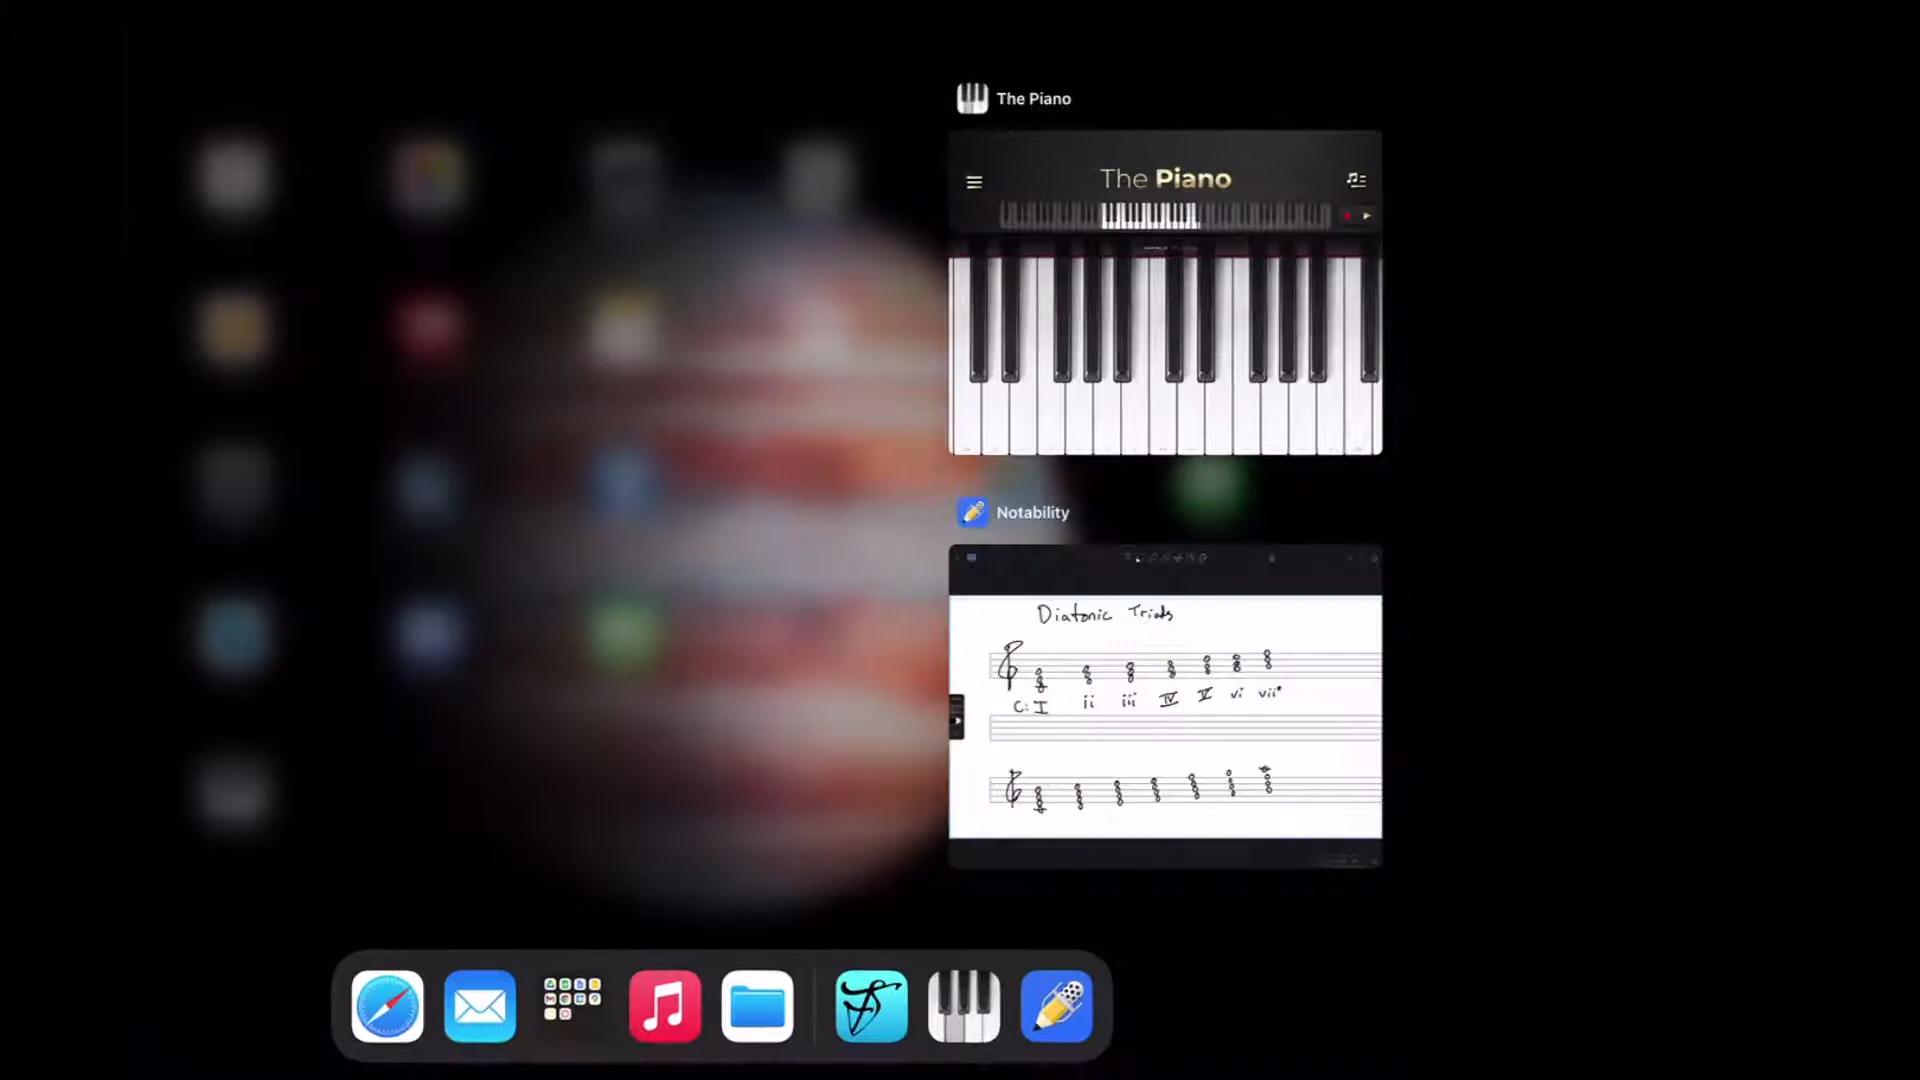 The Piano
The Piano
Notability
Diatonic Triads
C: I ii iii IV V vi vii°